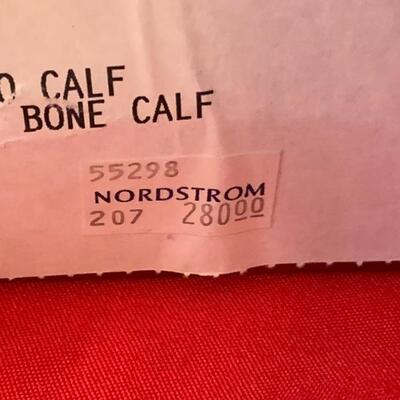 CALF
BONE CALF
55298
NORDSTROM
207 280⁰⁰